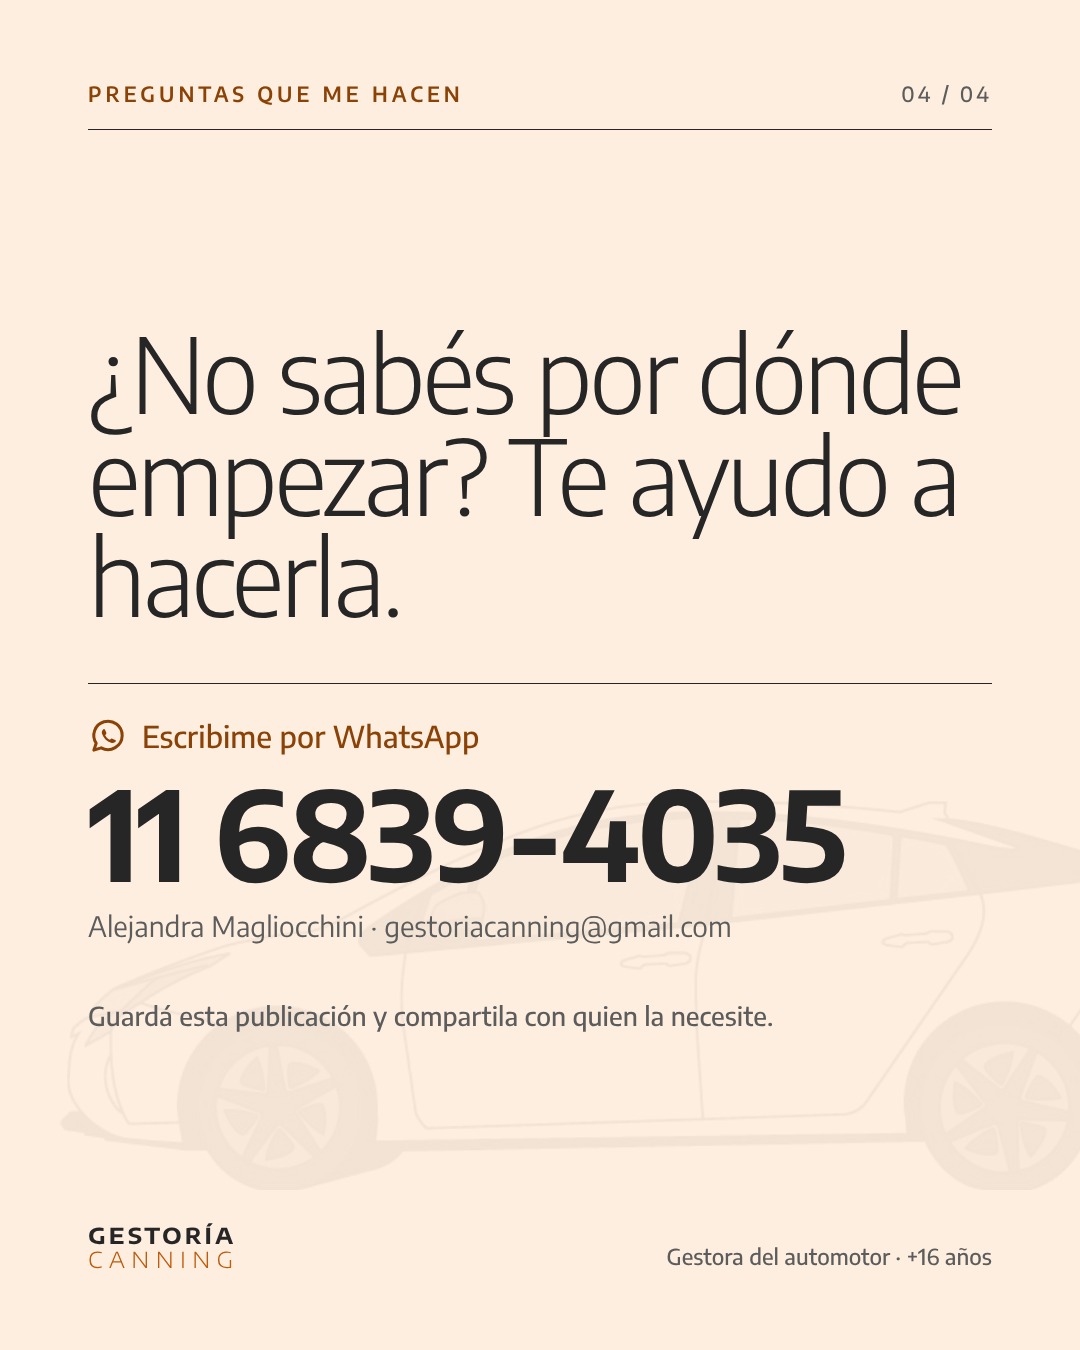 PREGUNTAS QUE ME HACEN
04 / 04
¿No sabés por dónde
empezar? Te ayudo a
hacerla.
Escribime por WhatsApp
11 6839-4035
Alejandra Magliocchini · gestoriacanning@gmail.com
Guardá esta publicación y compartila con quien la necesite.
GESTORÍA
CANNING
Gestora del automotor · +16 años